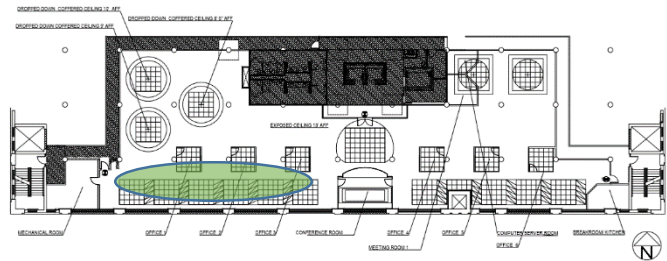 DROPPED DOWN COFFERED CEILING 10' AFF
DROPPED DOWN COFFERED CEILING 8' 6" AFF
DROPPED DOWN COFFERED CEILING 9' AFF
EXPOSED CEILING 13' AFF
MECHANICAL ROOM
OFFICE 1
OFFICE 2
OFFICE 3
CONFERENCE ROOM
OFFICE 4
MEETING ROOM 1
OFFICE 5
COMPUTER SERVER ROOM
OFFICE 6
BREAKROOM KITCHEN
N